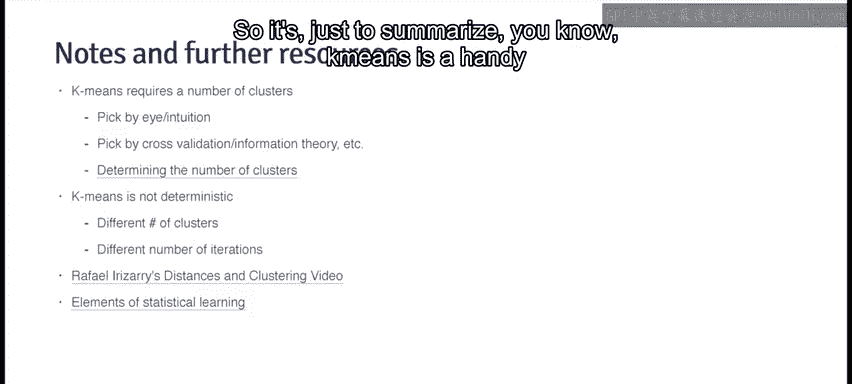 So it's, just to summarize, you know,
kmeans is a handy
Notes and further resources
K-means requires a number of clusters
- Pick by eye/intuition
- Pick by cross validation/information theory, etc.
- Determining the number of clusters
K-means is not deterministic
- Different # of clusters
- Different number of iterations
Rafael Irizarry's Distances and Clustering Video
Elements of statistical learning